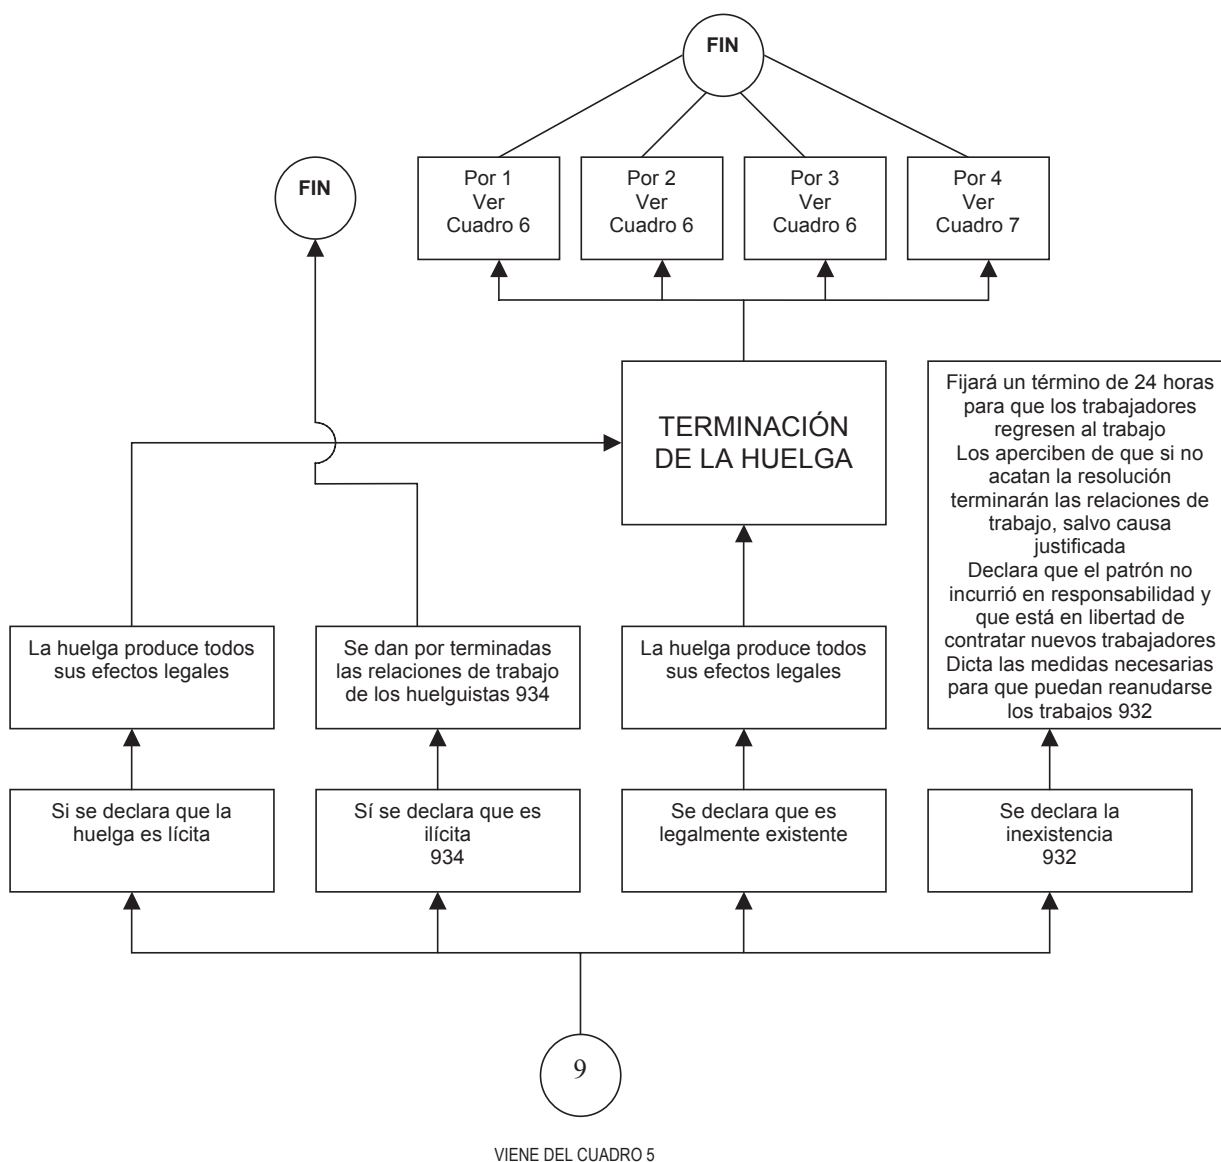 FIN
FIN
Por 1
Ver
Cuadro 6
Por 2
Ver
Cuadro 6
Por 3
Ver
Cuadro 6
Por 4
Ver
Cuadro 7
TERMINACIÓN
DE LA HUELGA
Fijará un término de 24 horas
para que los trabajadores
regresen al trabajo
Los aperciben de que si no
acatan la resolución
terminarán las relaciones de
trabajo, salvo causa
justificada
Declara que el patrón no
incurrió en responsabilidad y
que está en libertad de
contratar nuevos trabajadores
Dicta las medidas necesarias
para que puedan reanudarse
los trabajos 932
La huelga produce todos
sus efectos legales
Se dan por terminadas
las relaciones de trabajo
de los huelguistas 934
La huelga produce todos
sus efectos legales
Si se declara que la
huelga es lícita
Sí se declara que es
ilícita
934
Se declara que es
legalmente existente
Se declara la
inexistencia
932
9
VIENE DEL CUADRO 5